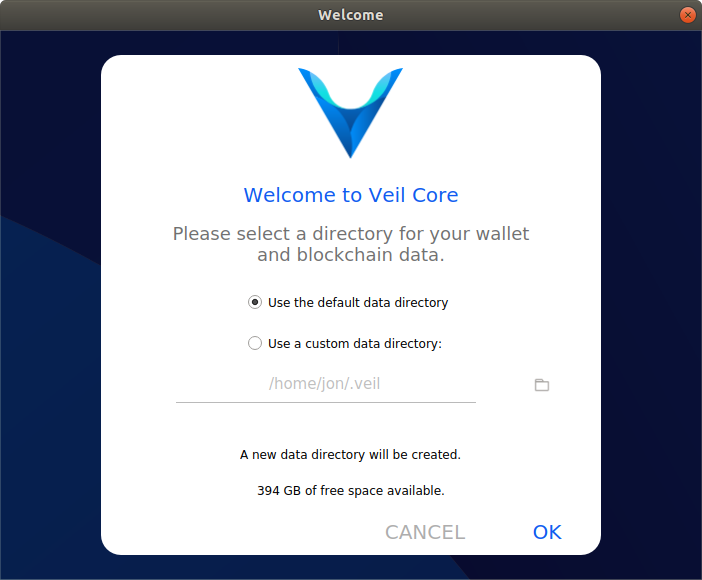 Welcome
Welcome to Veil Core
Please select a directory for your wallet
and blockchain data.
Use the default data directory
Use a custom data directory:
/home/jon/.veil
A new data directory will be created.
394 GB of free space available.
CANCEL OK